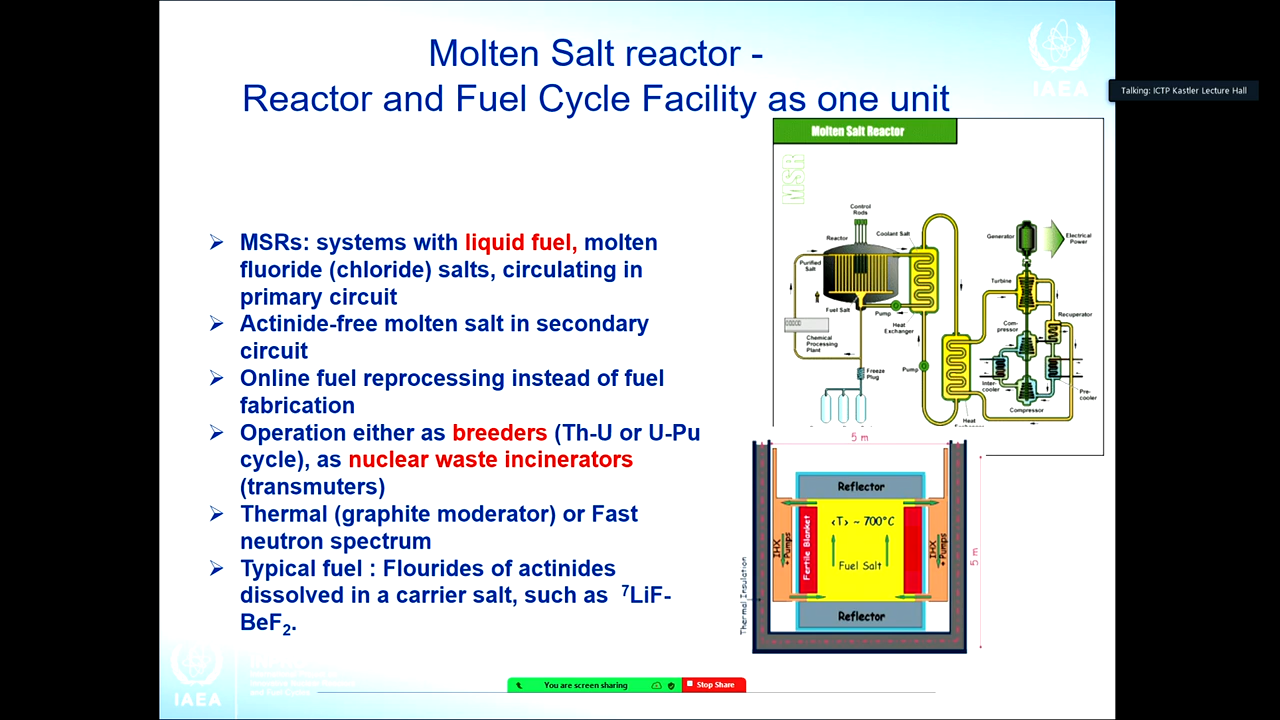 Molten Salt reactor -
Reactor and Fuel Cycle Facility as one unit
IAEA
Talking: ICTP Kastler Lecture Hall
➢ MSRs: systems with liquid fuel, molten
fluoride (chloride) salts, circulating in
primary circuit
➢ Actinide-free molten salt in secondary
circuit
➢ Online fuel reprocessing instead of fuel
fabrication
➢ Operation either as breeders (Th-U or U-Pu
cycle), as nuclear waste incinerators
(transmuters)
➢ Thermal (graphite moderator) or Fast
neutron spectrum
➢ Typical fuel : Flourides of actinides
dissolved in a carrier salt, such as ⁷LiF-
BeF₂.
Molten Salt Reactor
MSR
Control
Rods
Reactor
Coolant Salt
Purified
Salt
Fuel Salt
Pump
Heat
Exchanger
Chemical
Processing
Plant
Freeze
Plug
Pump
Generator
Electrical
Power
Turbine
Com-
pressor
Recuperator
Inter-
cooler
Pre-
cooler
Compressor
Heat
5 m
Reflector
<T> ~ 700°C
Fertile Blanket
IHX
+Pumps
IHX
+Pumps
Fuel Salt
Reflector
Thermal Insulation
5 m
IAEA
You are screen sharing
Stop Share